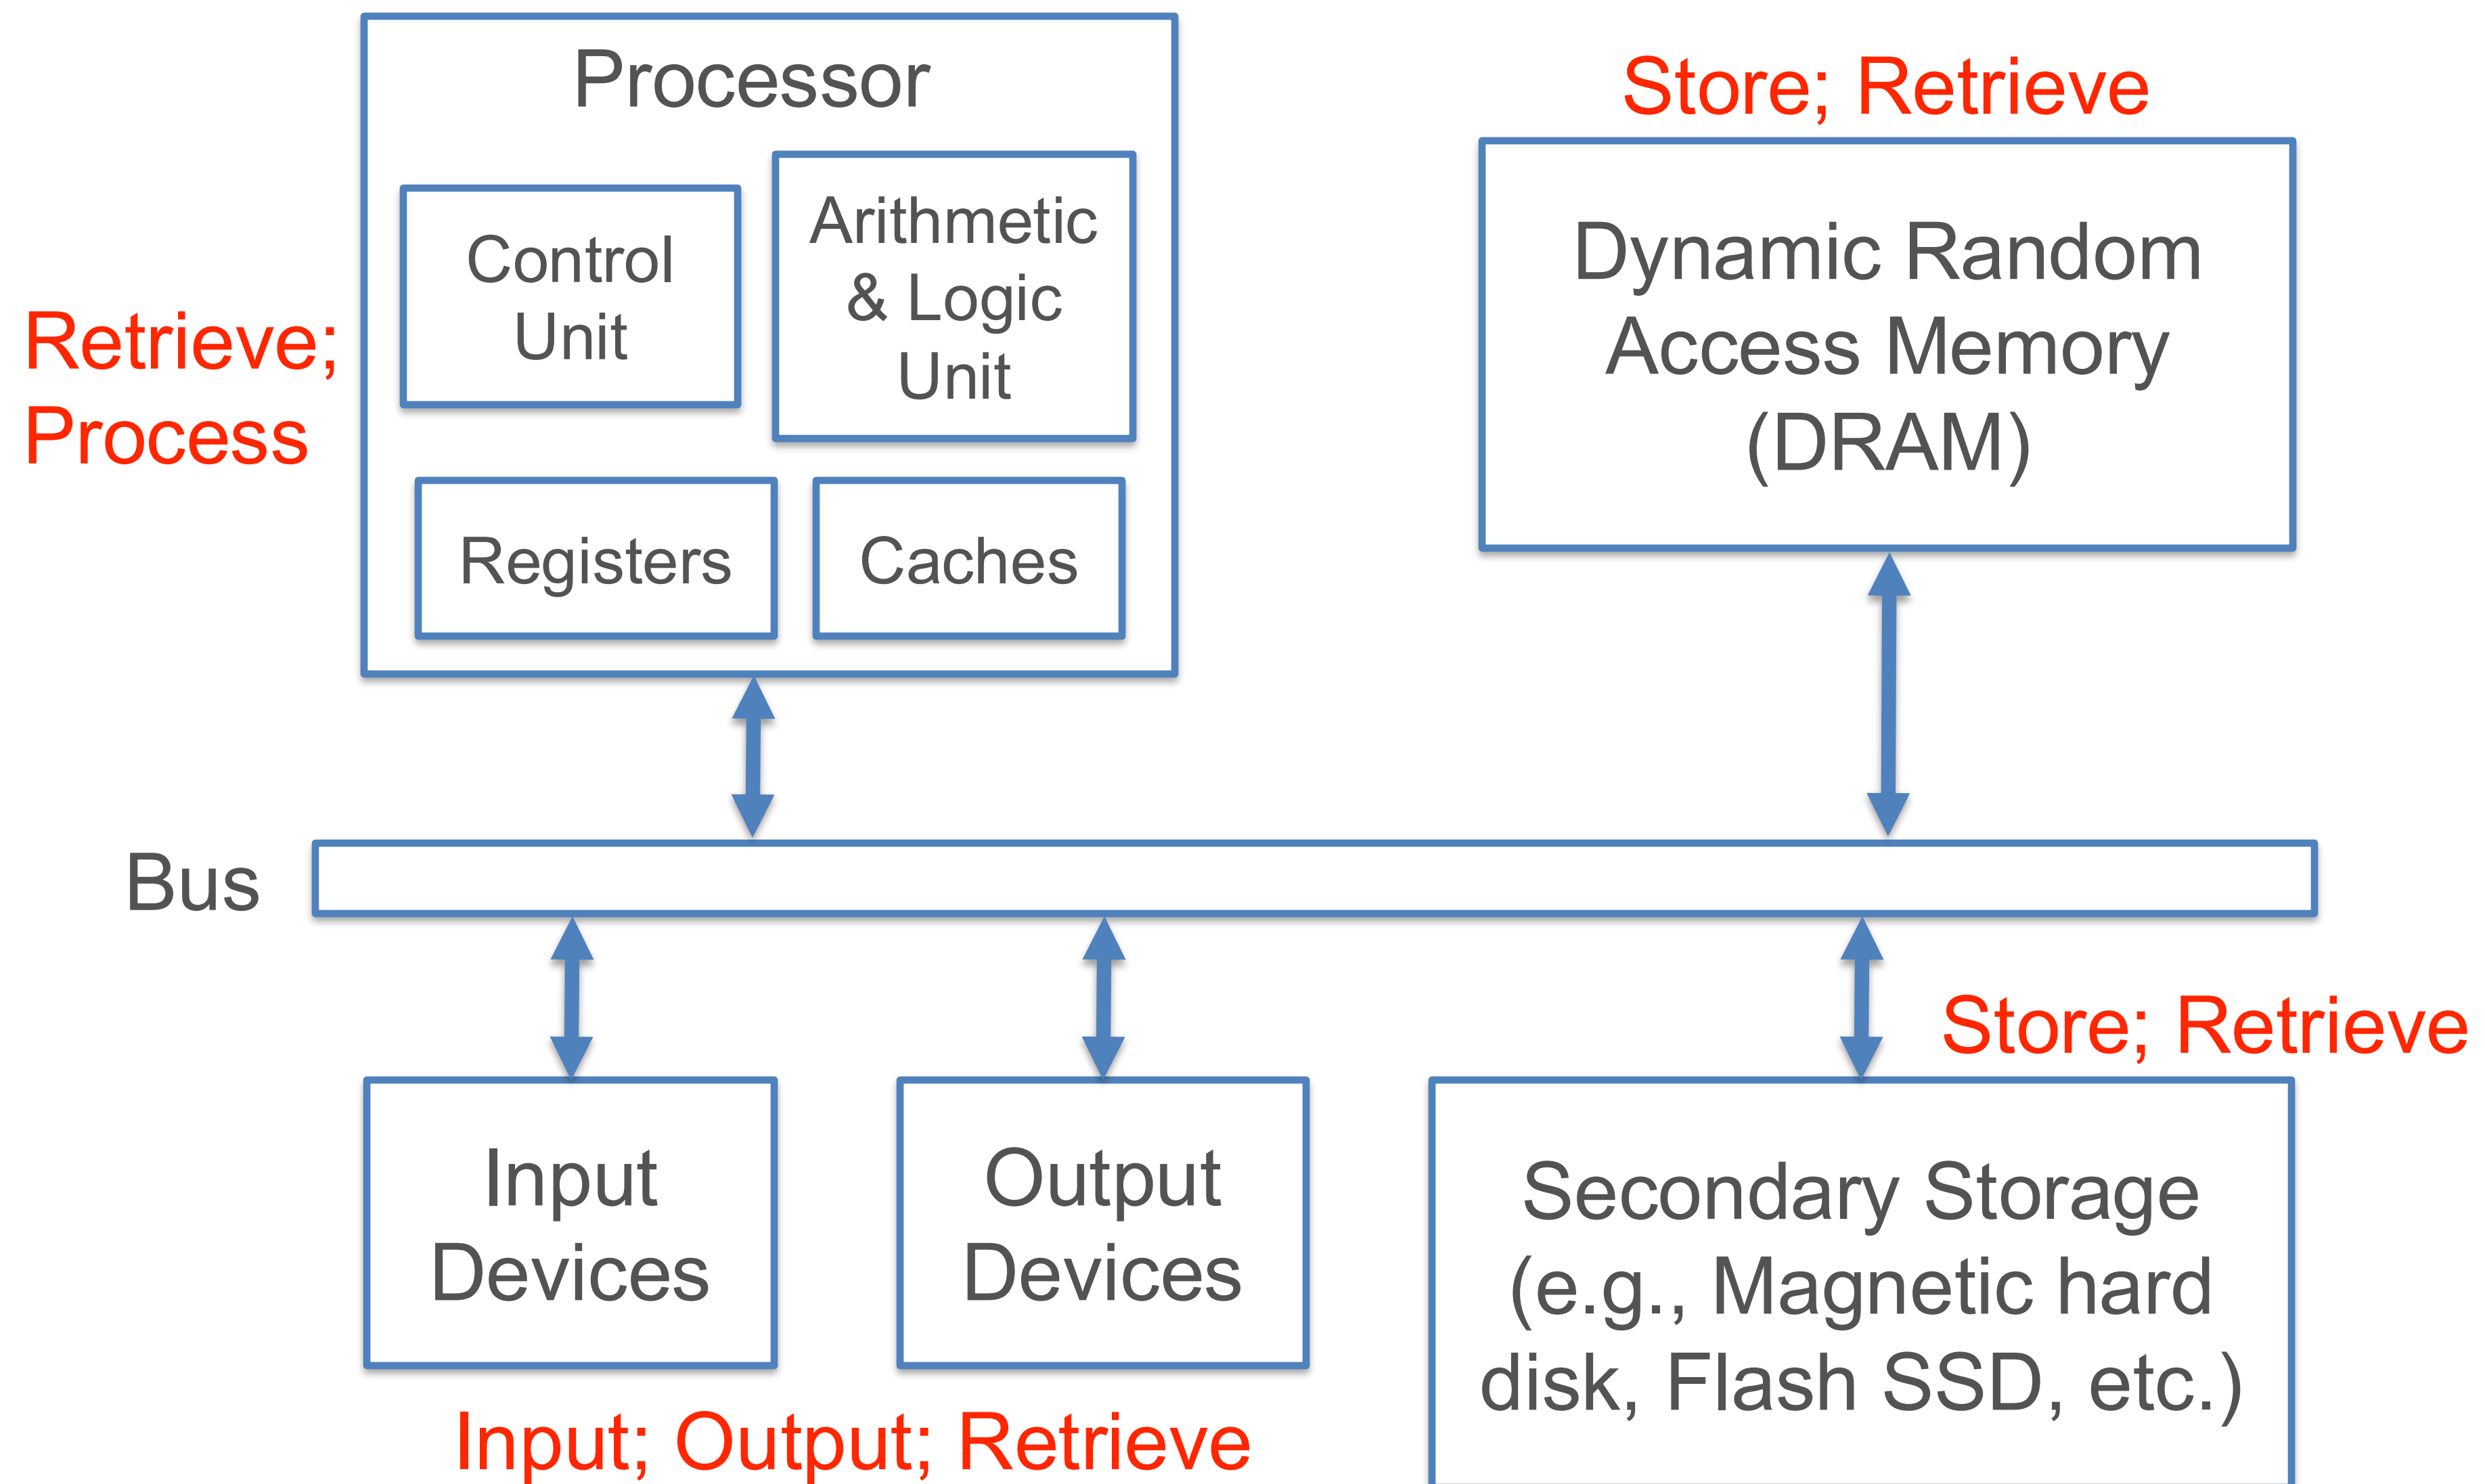 Processor
Control
Unit
Arithmetic
& Logic
Unit
Registers
Caches
Retrieve;
Process
Store; Retrieve
Dynamic Random
Access Memory
(DRAM)
Bus
Store; Retrieve
Input
Devices
Output
Devices
Secondary Storage
(e.g., Magnetic hard
disk, Flash SSD, etc.)
Input; Output; Retrieve